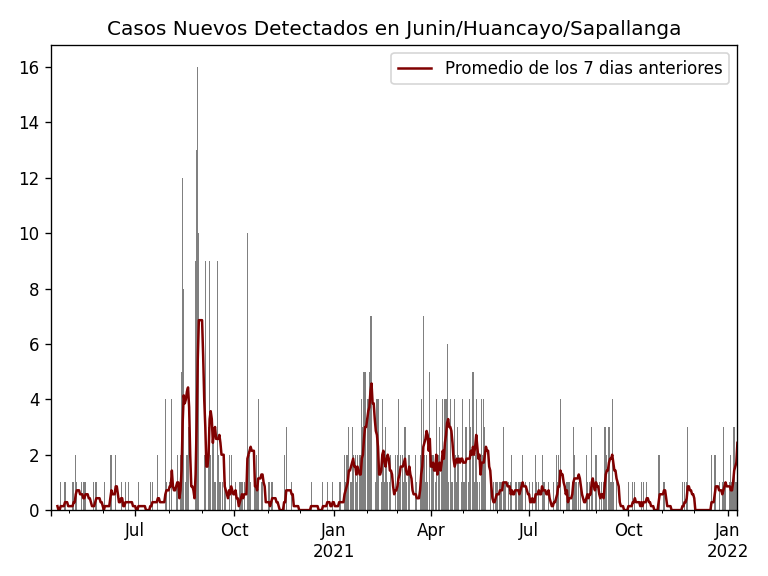 Casos Nuevos Detectados en Junin/Huancayo/Sapallanga
Promedio de los 7 dias anteriores
16
14
12
10
8
6
4
2
0
Jul
Oct
Jan
2021
Apr
Jul
Oct
Jan
2022